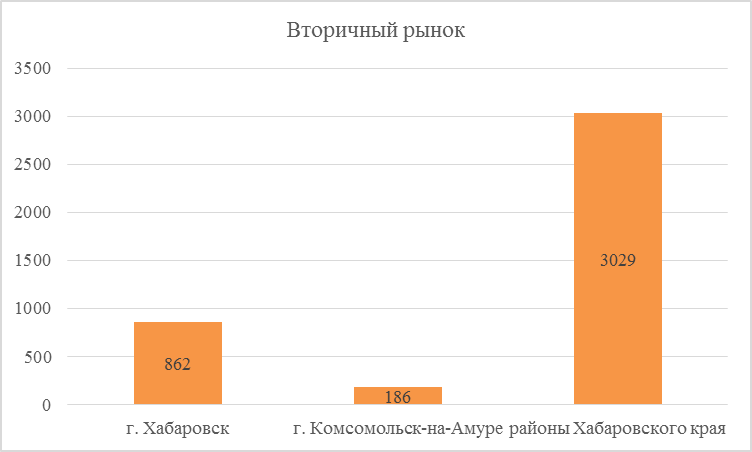 Вторичный рынок
3500
3000
2500
2000
1500
1000
500
0
862
186
3029
г. Хабаровск
г. Комсомольск-на-Амуре
районы Хабаровского края